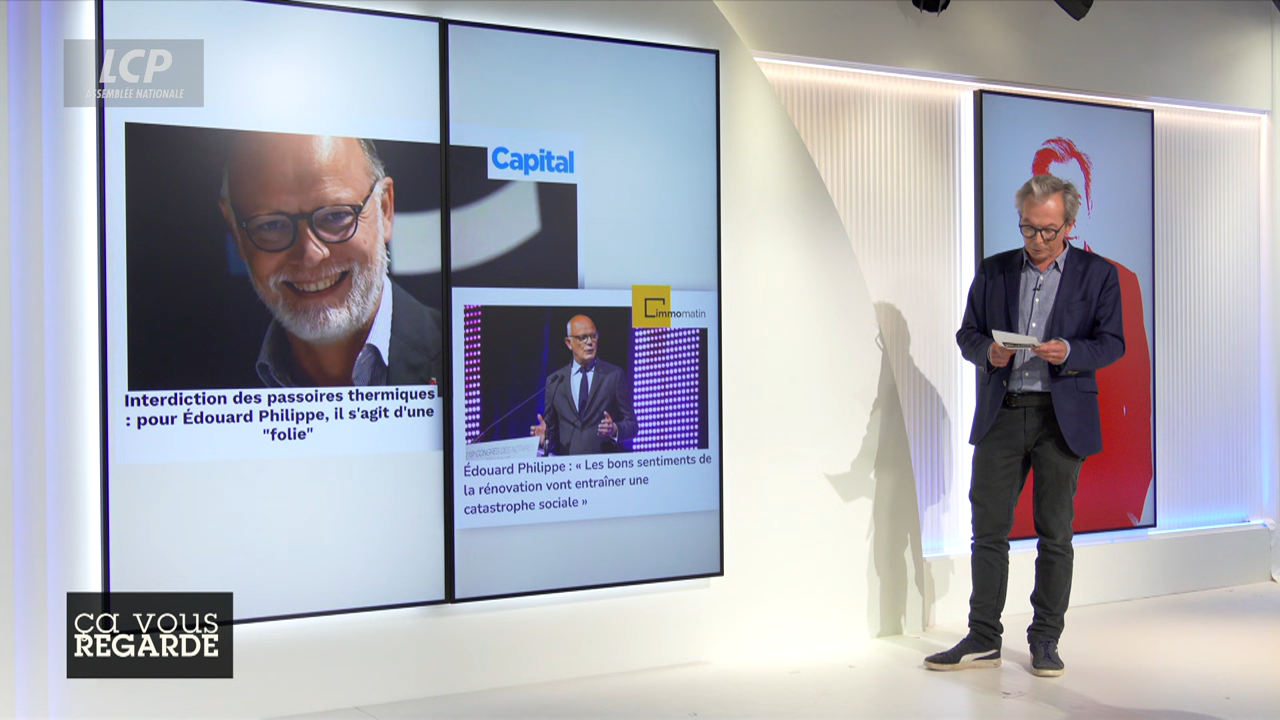 LCP
ASSEMBLÉE NATIONALE
Capital
Interdiction des passoires thermiques
: pour Édouard Philippe, il s'agit d'une
"folie"
immomatin
Édouard Philippe : « Les bons sentiments de
la rénovation vont entraîner une
catastrophe sociale »
ça vous
REGARDE